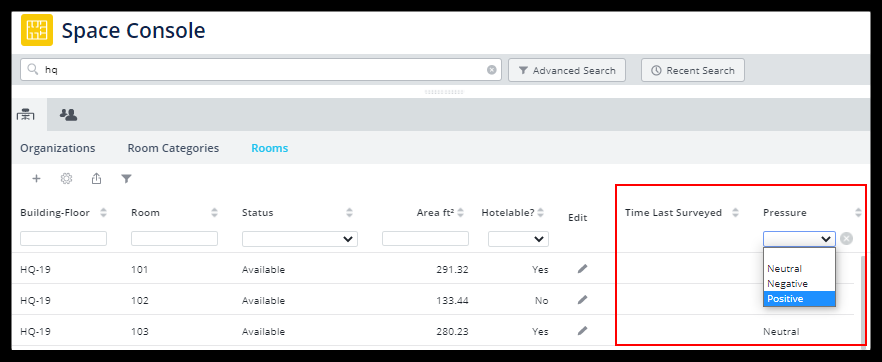 Space Console
hq
Advanced Search
Recent Search
Organizations Room Categories Rooms
Building-Floor Room Status Area ft² Hotelable? Edit Time Last Surveyed Pressure
Neutral
Negative
Positive
HQ-19 101 Available 291.32 Yes
HQ-19 102 Available 133.44 No
HQ-19 103 Available 280.23 Yes Neutral